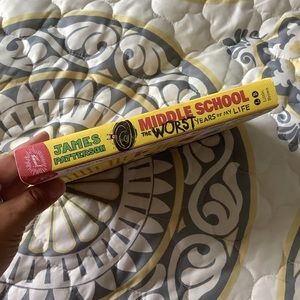 JAMES
PATTERSON
MIDDLE SCHOOL
THE WORST YEARS OF MY LIFE